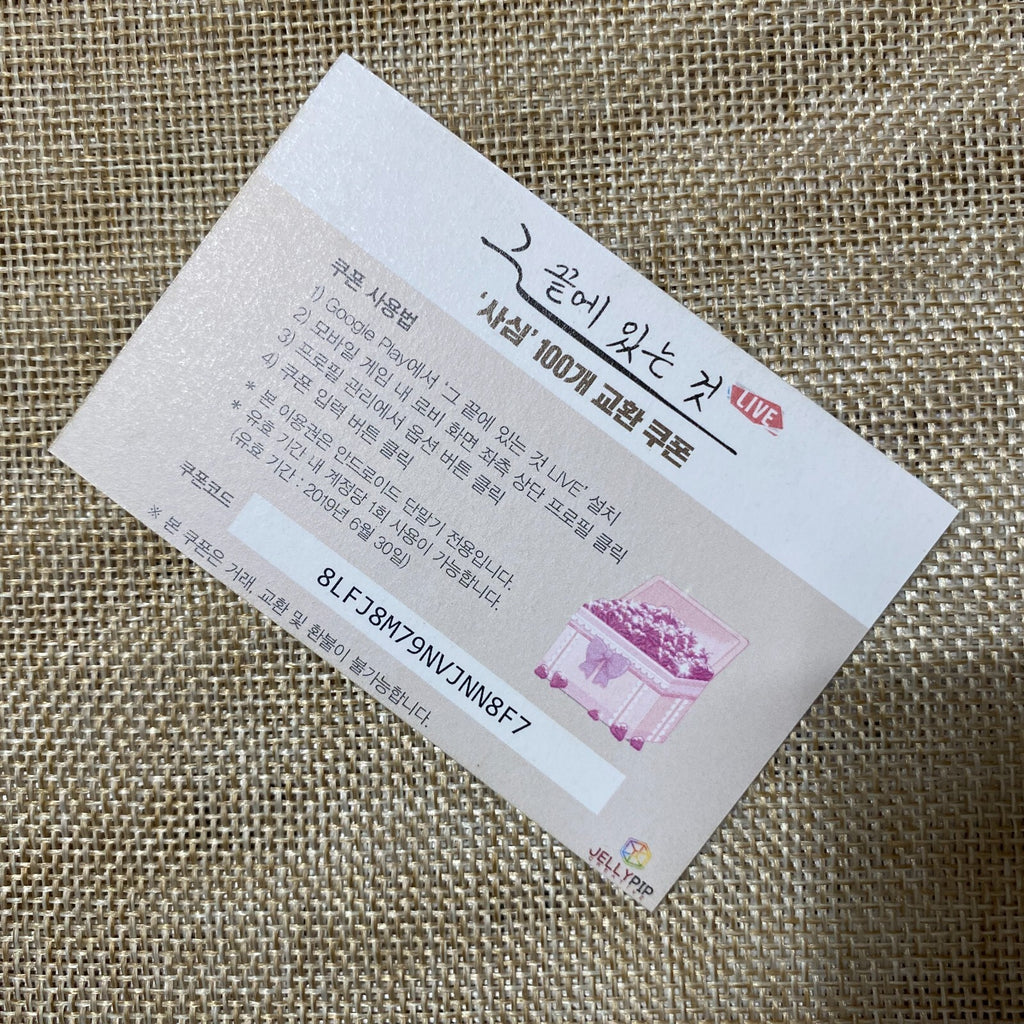 그 끝에 있는 것 LIVE
'사심' 100개 교환 쿠폰
쿠폰 사용법
1) Google Play에서 '그 끝에 있는 것 LIVE' 설치
2) 모바일 게임 내 로비 화면 좌측 상단 프로필 클릭
3) 프로필 관리에서 옵션 버튼 클릭
4) 쿠폰 입력 버튼 클릭
* 본 이용권은 안드로이드 단말기 전용입니다.
* 유효 기간 내 계정당 1회 사용이 가능합니다.
(유효 기간 : 2019년 6월 30일)
쿠폰코드
8LFJ8M79NVJNN8F7
※ 본 쿠폰은 거래, 교환 및 환불이 불가능합니다.
JELLYPIP